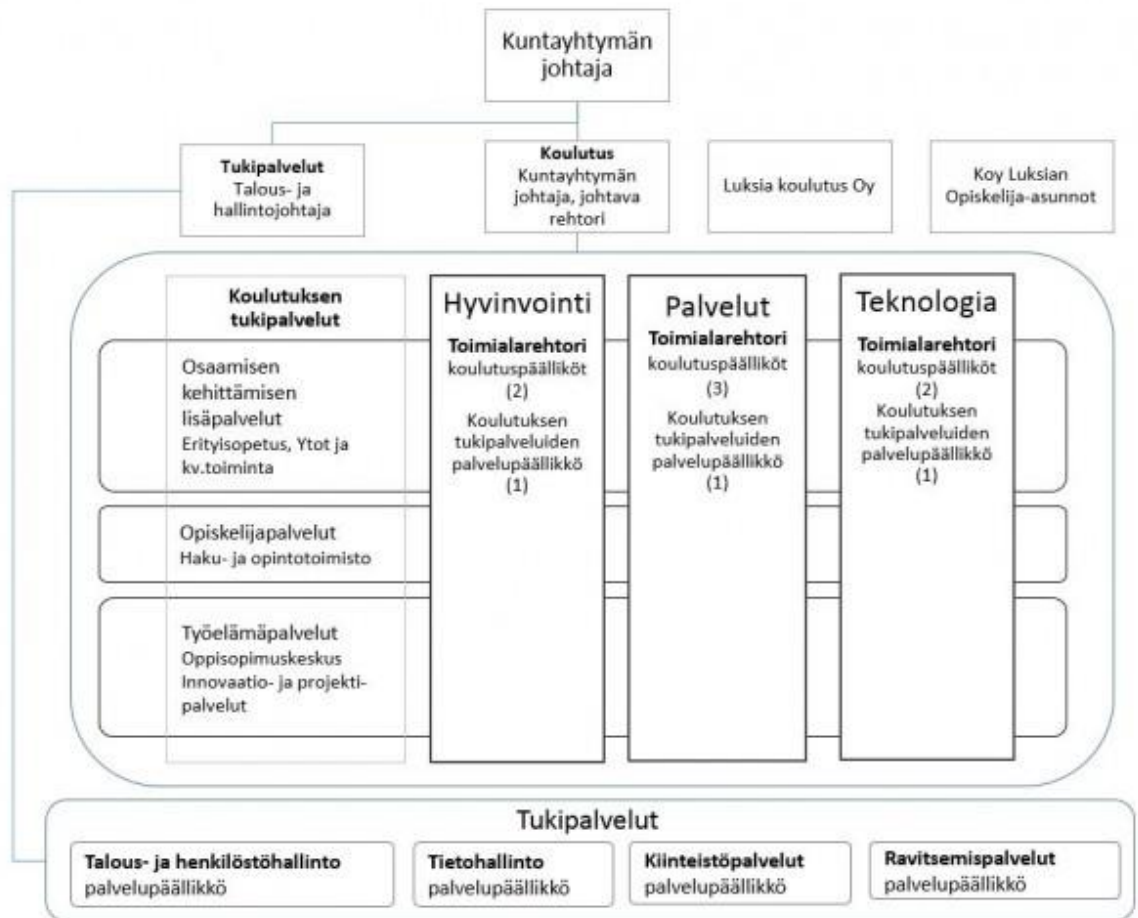 Kuntayhtymän
johtaja
Tukipalvelut
Talous- ja
hallintojohtaja
Koulutus
Kuntayhtymän
johtaja, johtava
rehtori
Luksia koulutus Oy
Koy Luksian
Opiskelija-asunnot
Koulutuksen
tukipalvelut
Osaamisen
kehittämisen
lisäpalvelut
Erityisopetus, Ytot ja
kv.toiminta
Opiskelijapalvelut
Haku- ja opintotoimisto
Työelämäpalvelut
Oppisopimuskeskus
Innovaatio- ja projekti-
palvelut
Hyvinvointi
Toimialarehtori
koulutuspäälliköt
(2)
Koulutuksen
tukipalveluiden
palvelupäällikkö
(1)
Palvelut
Toimialarehtori
koulutuspäälliköt
(3)
Koulutuksen
tukipalveluiden
palvelupäällikkö
(1)
Teknologia
Toimialarehtori
koulutuspäälliköt
(2)
Koulutuksen
tukipalveluiden
palvelupäällikkö
(1)
Tukipalvelut
Talous- ja henkilöstöhallinto
palvelupäällikkö
Tietohallinto
palvelupäällikkö
Kiinteistöpalvelut
palvelupäällikkö
Ravitsemispalvelut
palvelupäällikkö